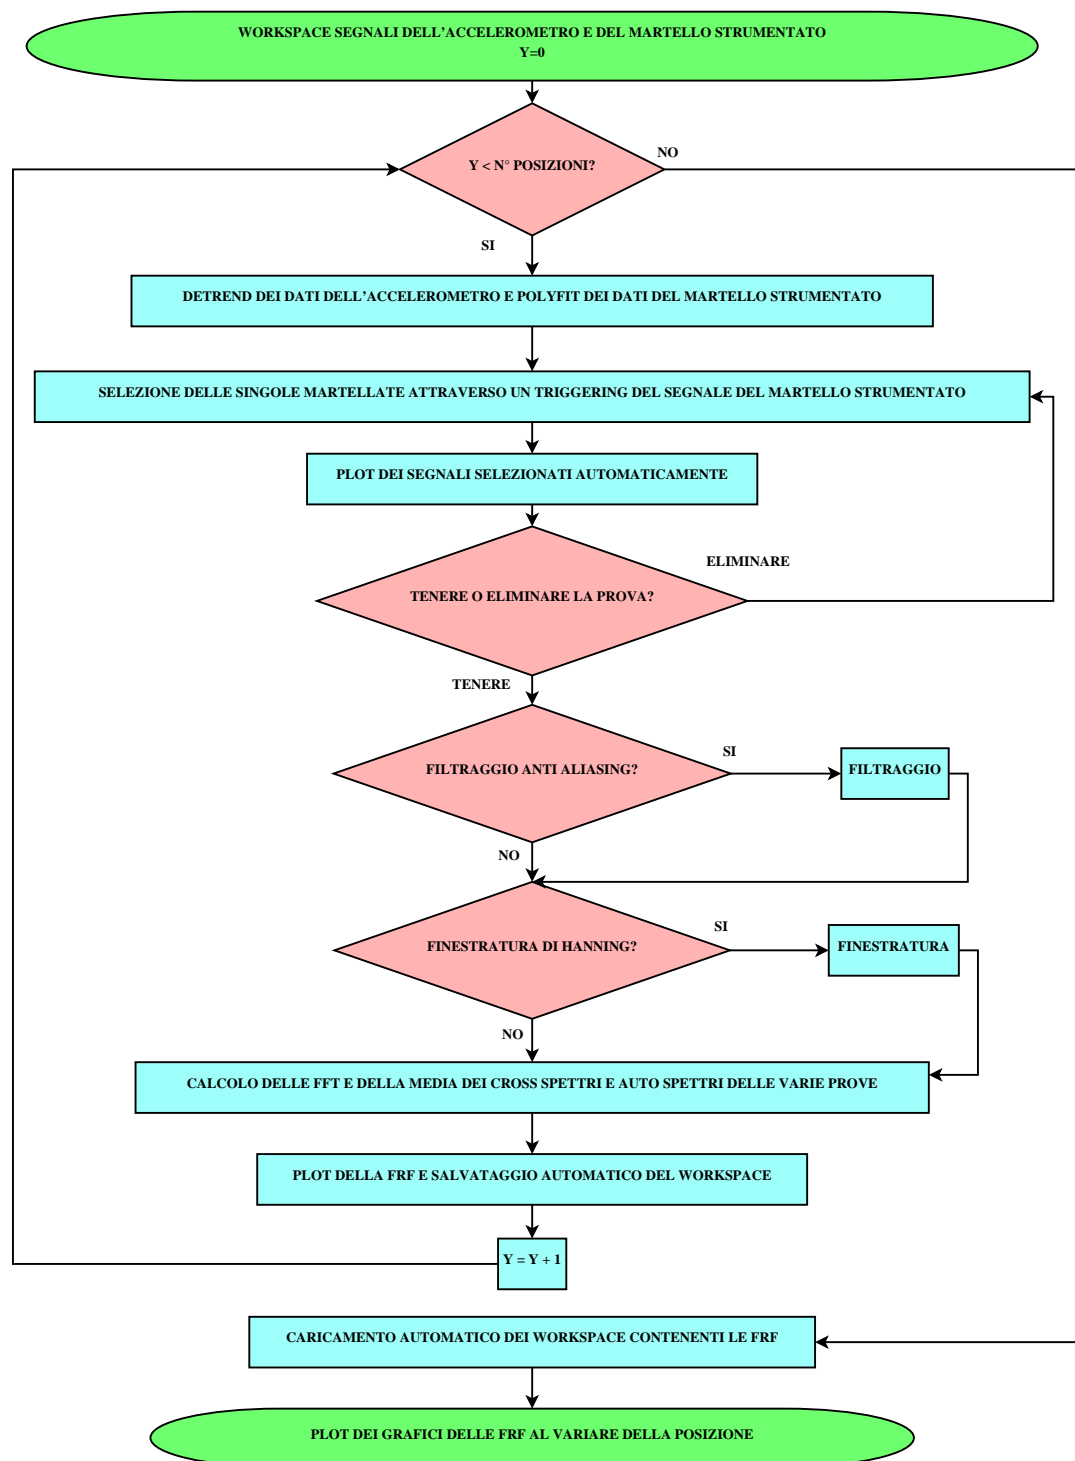 WORKSPACE SEGNALI DELL'ACCELEROMETRO E DEL MARTELLO STRUMENTATO
Y=0
Y < N° POSIZIONI?
NO
SI
DETREND DEI DATI DELL'ACCELEROMETRO E POLYFIT DEI DATI DEL MARTELLO STRUMENTATO
SELEZIONE DELLE SINGOLE MARTELLATE ATTRAVERSO UN TRIGGERING DEL SEGNALE DEL MARTELLO STRUMENTATO
PLOT DEI SEGNALI SELEZIONATI AUTOMATICAMENTE
ELIMINARE
TENERE O ELIMINARE LA PROVA?
TENERE
SI
FILTRAGGIO ANTI ALIASING?
FILTRAGGIO
NO
SI
FINESTRATURA DI HANNING?
FINESTRATURA
NO
CALCOLO DELLE FFT E DELLA MEDIA DEI CROSS SPETTRI E AUTO SPETTRI DELLE VARIE PROVE
PLOT DELLA FRF E SALVATAGGIO AUTOMATICO DEL WORKSPACE
Y = Y + 1
CARICAMENTO AUTOMATICO DEI WORKSPACE CONTENENTI LE FRF
PLOT DEI GRAFICI DELLE FRF AL VARIARE DELLA POSIZIONE